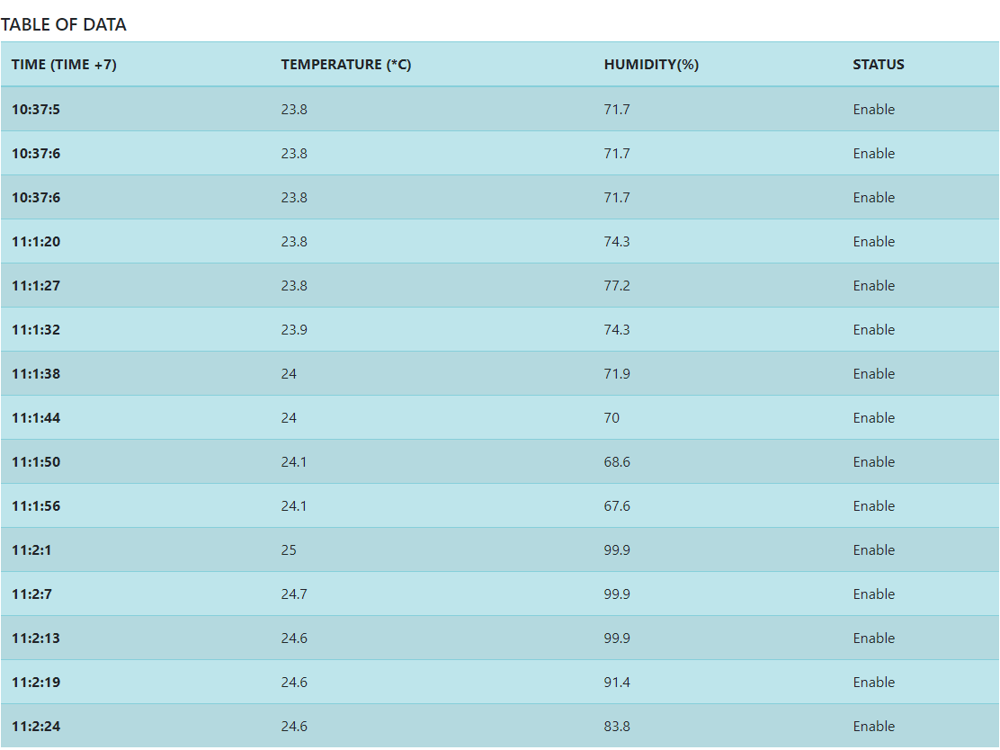 TABLE OF DATA
TIME (TIME +7) TEMPERATURE (*C) HUMIDITY(%) STATUS
10:37:5 23.8 71.7 Enable
10:37:6 23.8 71.7 Enable
10:37:6 23.8 71.7 Enable
11:1:20 23.8 74.3 Enable
11:1:27 23.8 77.2 Enable
11:1:32 23.9 74.3 Enable
11:1:38 24 71.9 Enable
11:1:44 24 70 Enable
11:1:50 24.1 68.6 Enable
11:1:56 24.1 67.6 Enable
11:2:1 25 99.9 Enable
11:2:7 24.7 99.9 Enable
11:2:13 24.6 99.9 Enable
11:2:19 24.6 91.4 Enable
11:2:24 24.6 83.8 Enable